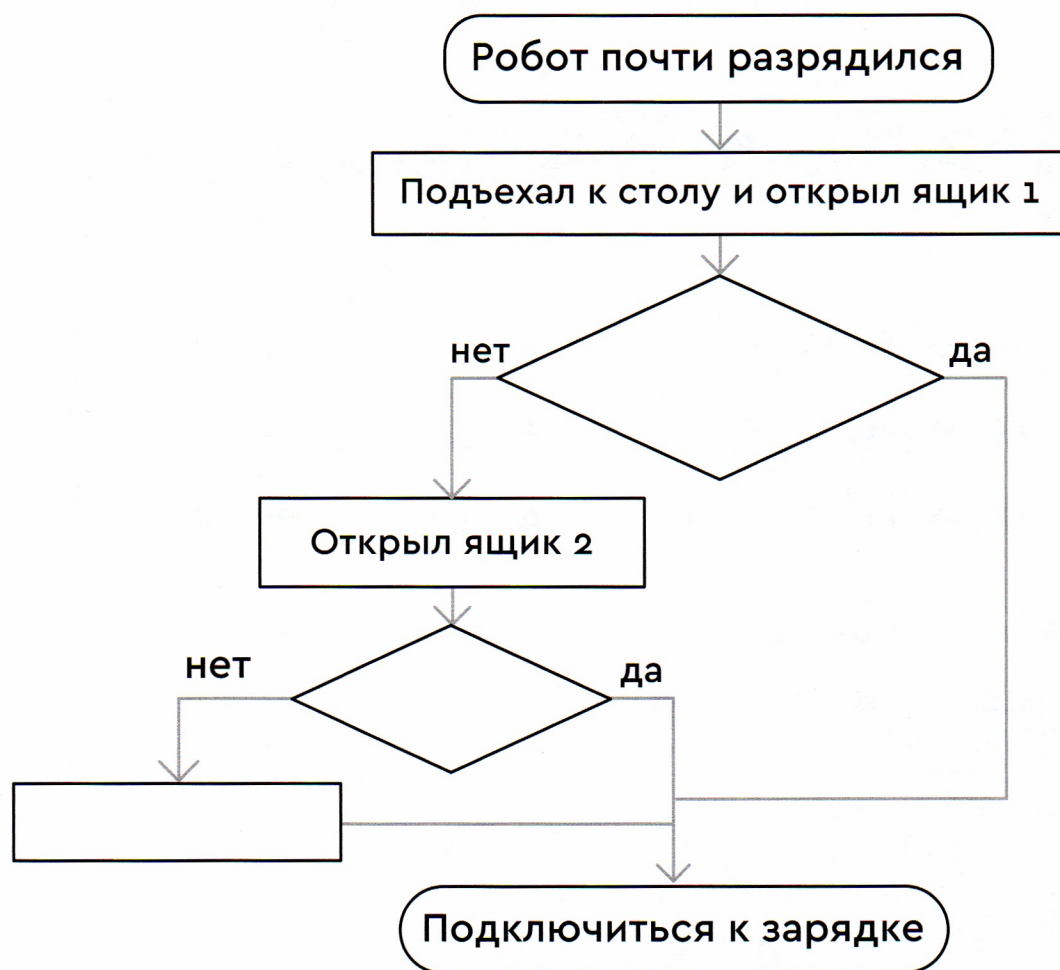 Робот почти разрядился
Подъехал к столу и открыл ящик 1
нет
да
Открыл ящик 2
нет
да
Подключиться к зарядке